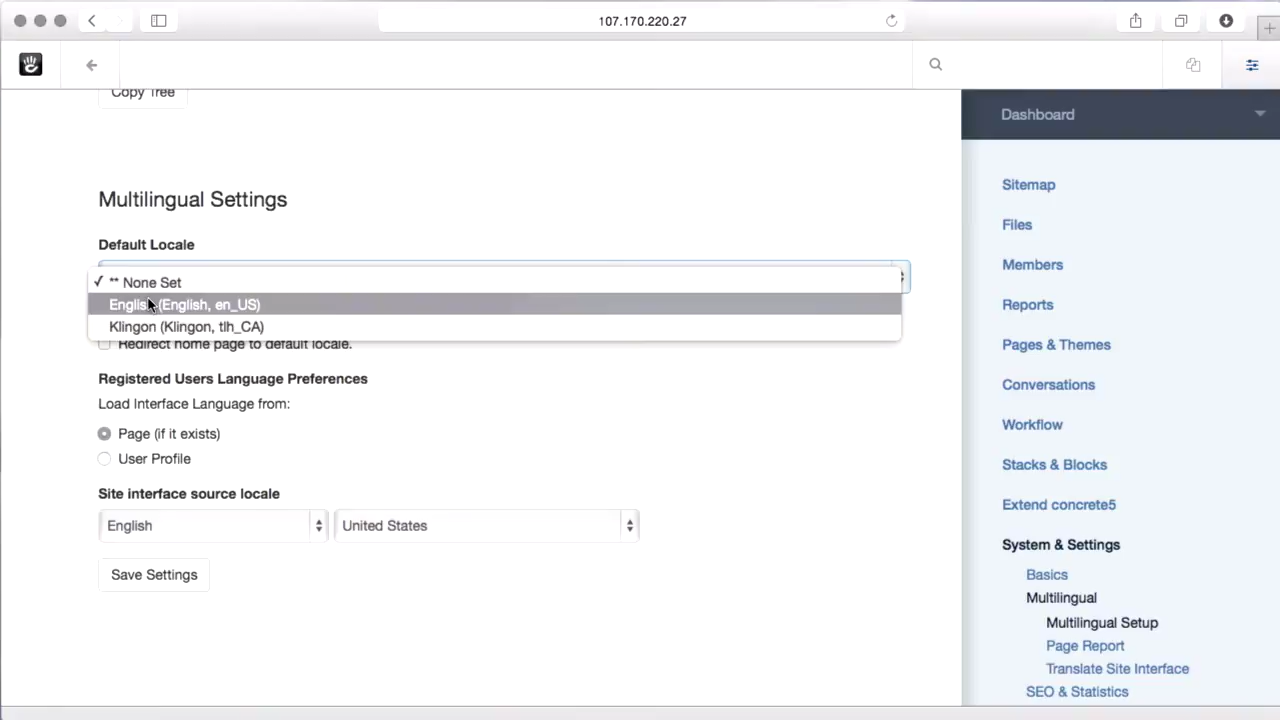 107.170.220.27
Copy Tree
Multilingual Settings
Default Locale
✓ ** None Set
English (English, en_US)
Klingon (Klingon, tlh_CA)
Redirect home page to default locale.
Registered Users Language Preferences
Load Interface Language from:
Page (if it exists)
User Profile
Site interface source locale
English
United States
Save Settings
Dashboard
Sitemap
Files
Members
Reports
Pages & Themes
Conversations
Workflow
Stacks & Blocks
Extend concrete5
System & Settings
Basics
Multilingual
Multilingual Setup
Page Report
Translate Site Interface
SEO & Statistics